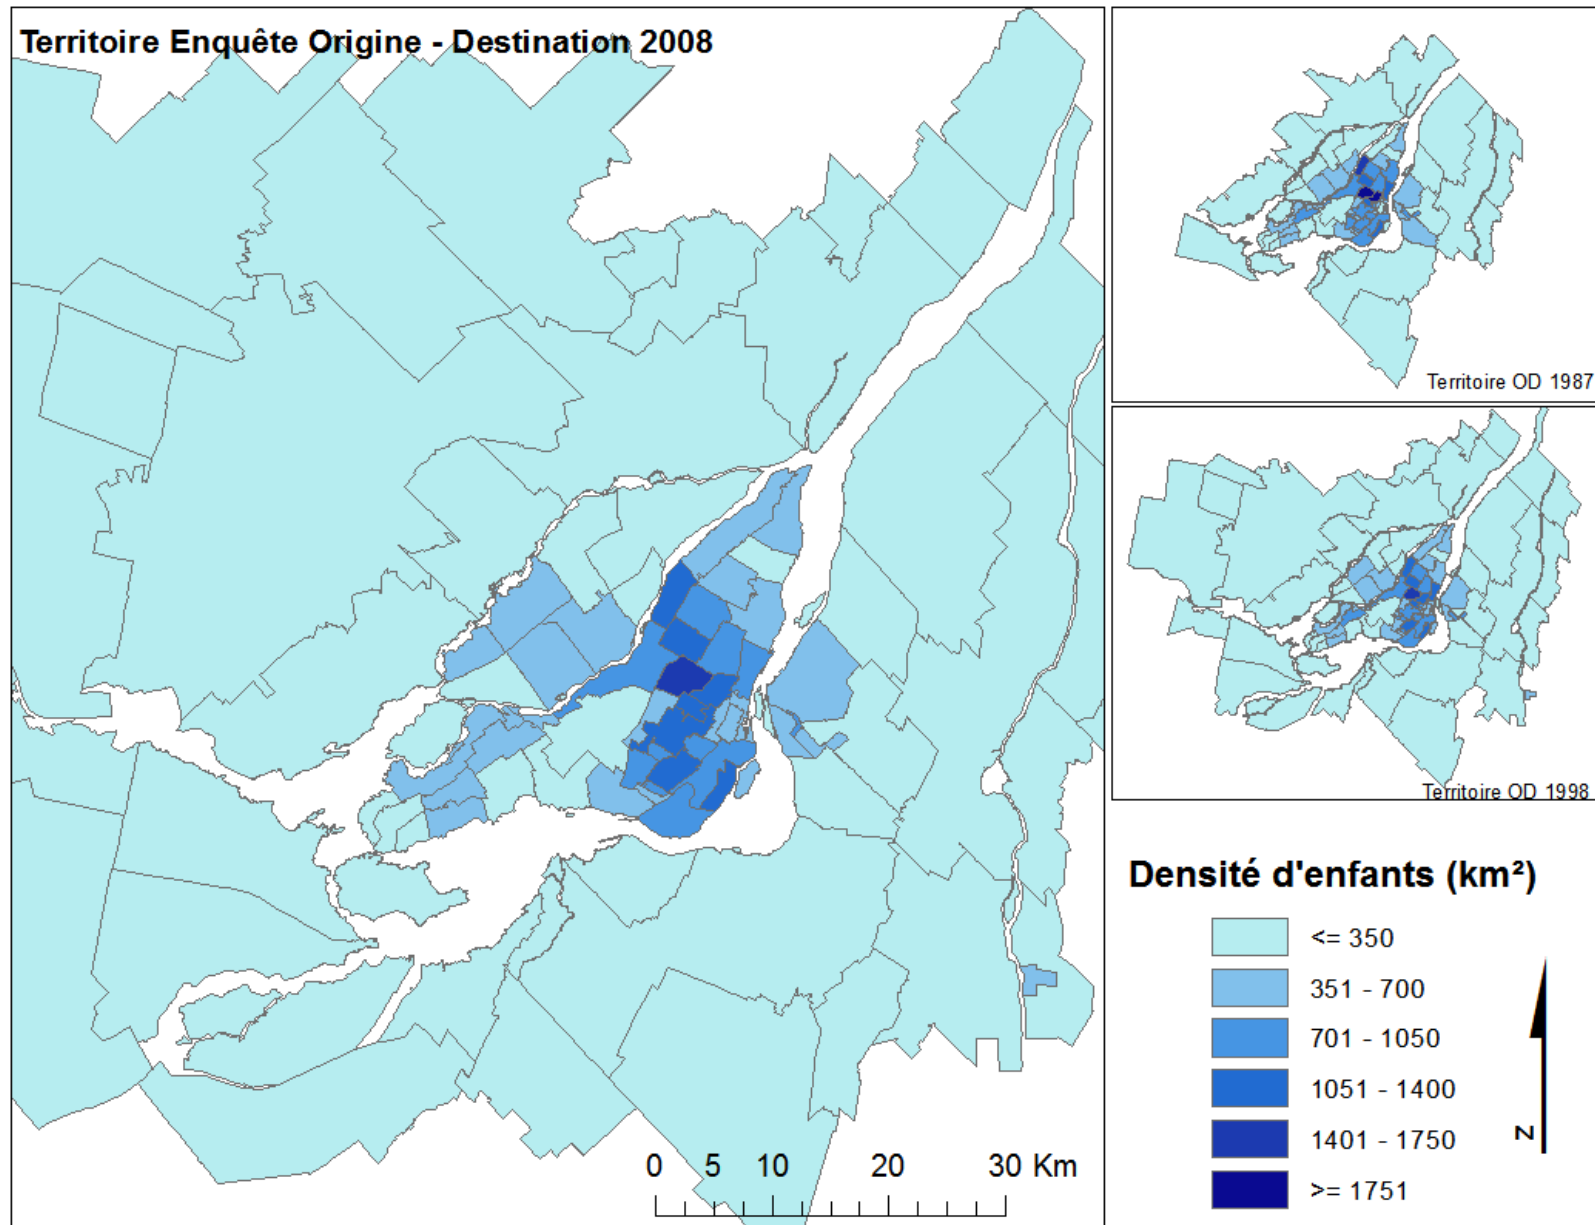 Territoire Enquête Origine - Destination 2008
Territoire OD 1987
Territoire OD 1998
Densité d'enfants (km²)
<= 350
351 - 700
701 - 1050
1051 - 1400
1401 - 1750
>= 1751
N
0 5 10 20 30 Km